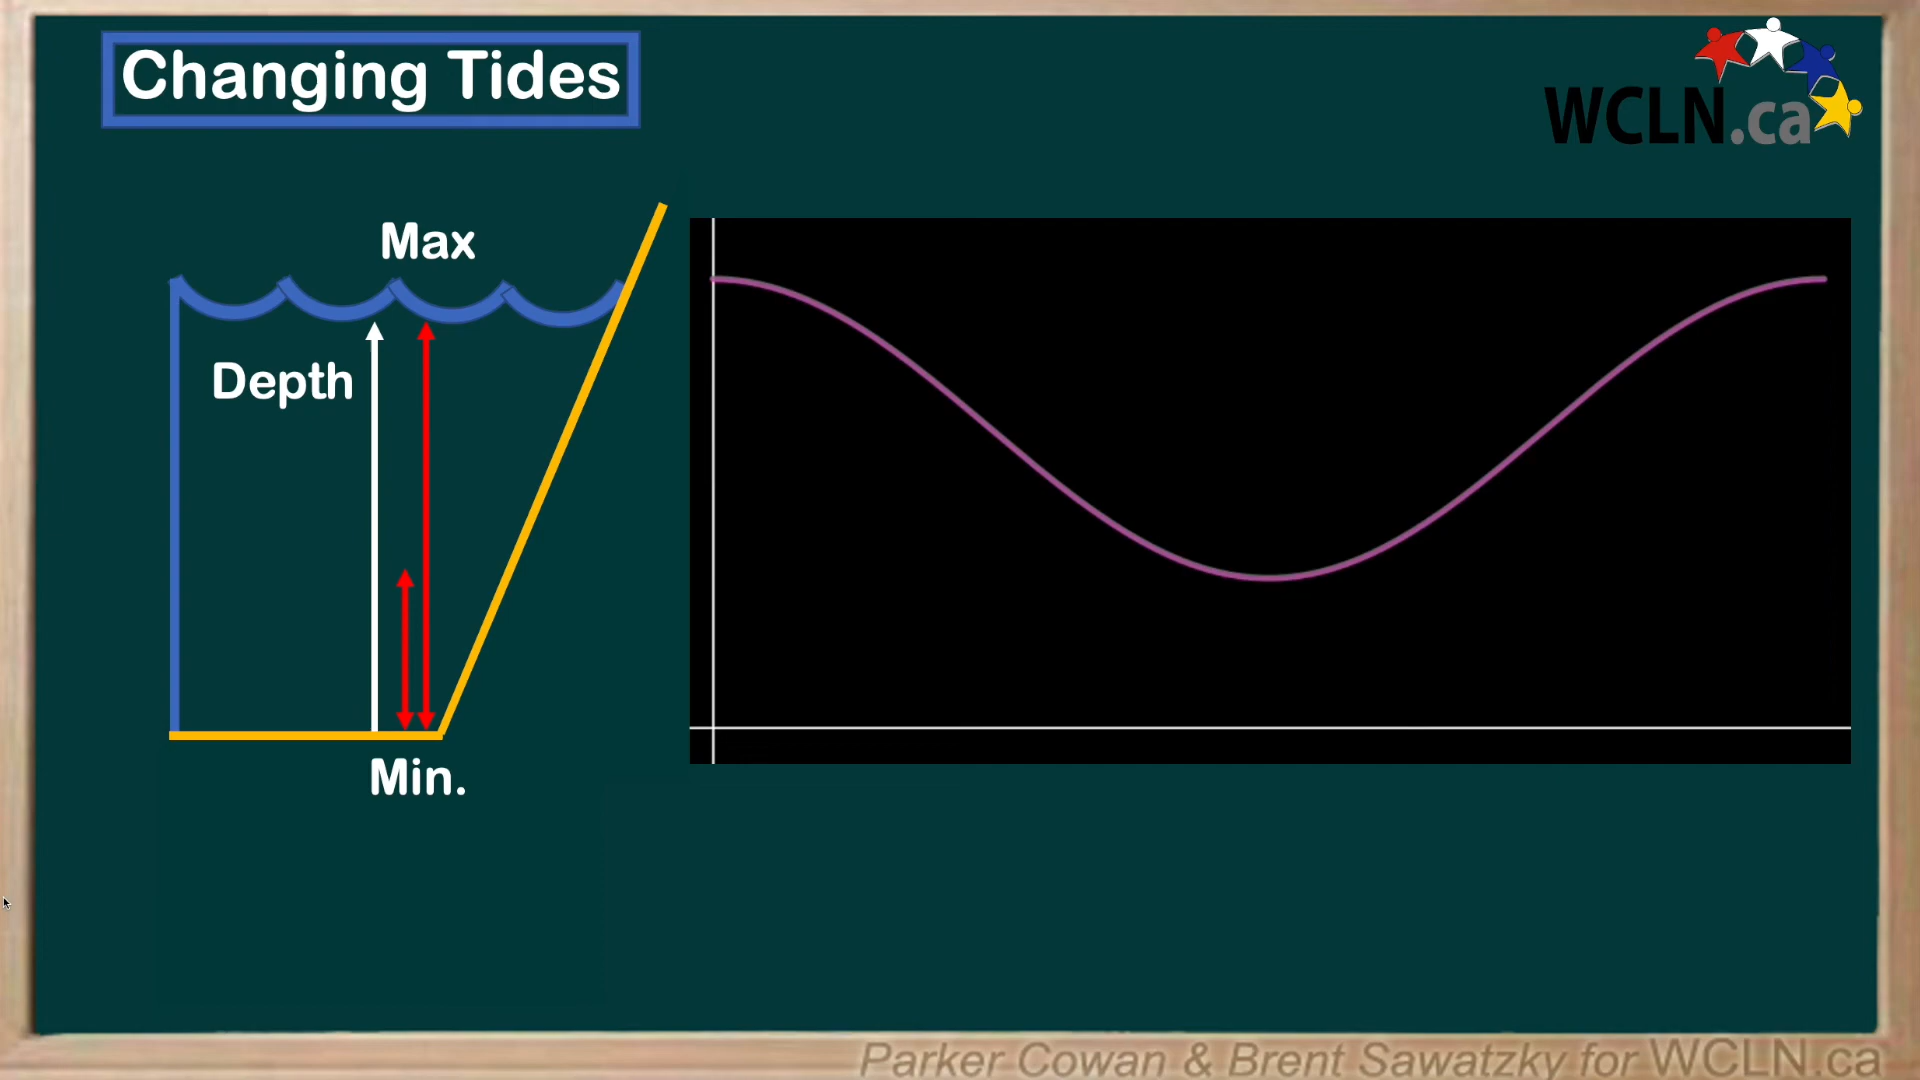 Changing Tides
WCLN.ca
Max
Depth
Min.
Parker Cowan & Brent Sawatzky for WCLN.ca